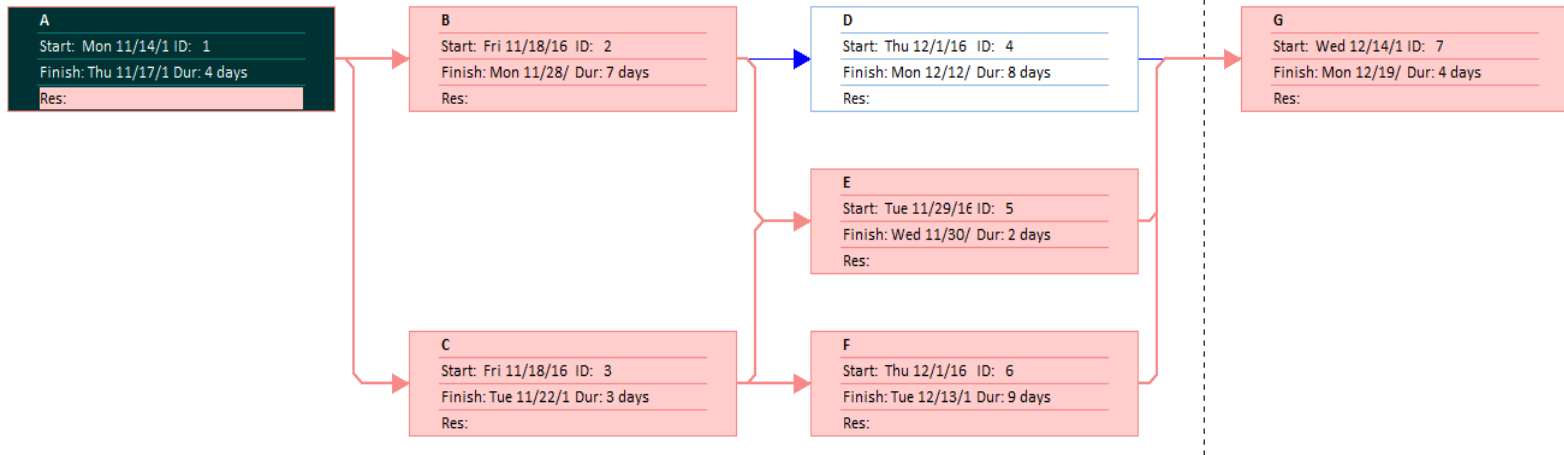 A
Start: Mon 11/14/1 ID: 1
Finish: Thu 11/17/1 Dur: 4 days
Res:
B
Start: Fri 11/18/16 ID: 2
Finish: Mon 11/28/ Dur: 7 days
Res:
D
Start: Thu 12/1/16 ID: 4
Finish: Mon 12/12/ Dur: 8 days
Res:
G
Start: Wed 12/14/1 ID: 7
Finish: Mon 12/19/ Dur: 4 days
Res:
E
Start: Tue 11/29/16 ID: 5
Finish: Wed 11/30/ Dur: 2 days
Res:
C
Start: Fri 11/18/16 ID: 3
Finish: Tue 11/22/1 Dur: 3 days
Res:
F
Start: Thu 12/1/16 ID: 6
Finish: Tue 12/13/1 Dur: 9 days
Res: